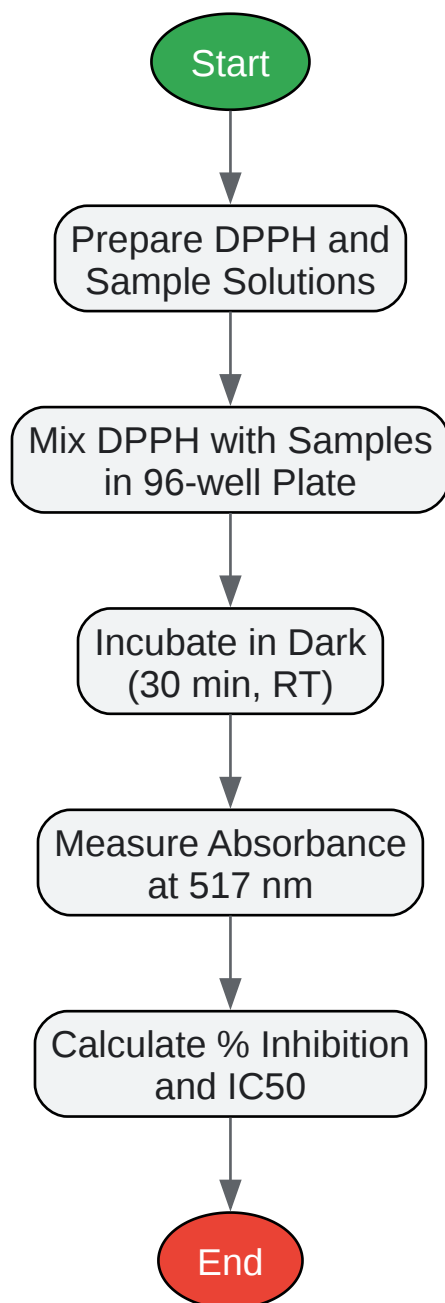 Start
Prepare DPPH and
Sample Solutions
Mix DPPH with Samples
in 96-well Plate
Incubate in Dark
(30 min, RT)
Measure Absorbance
at 517 nm
Calculate % Inhibition
and IC50
End